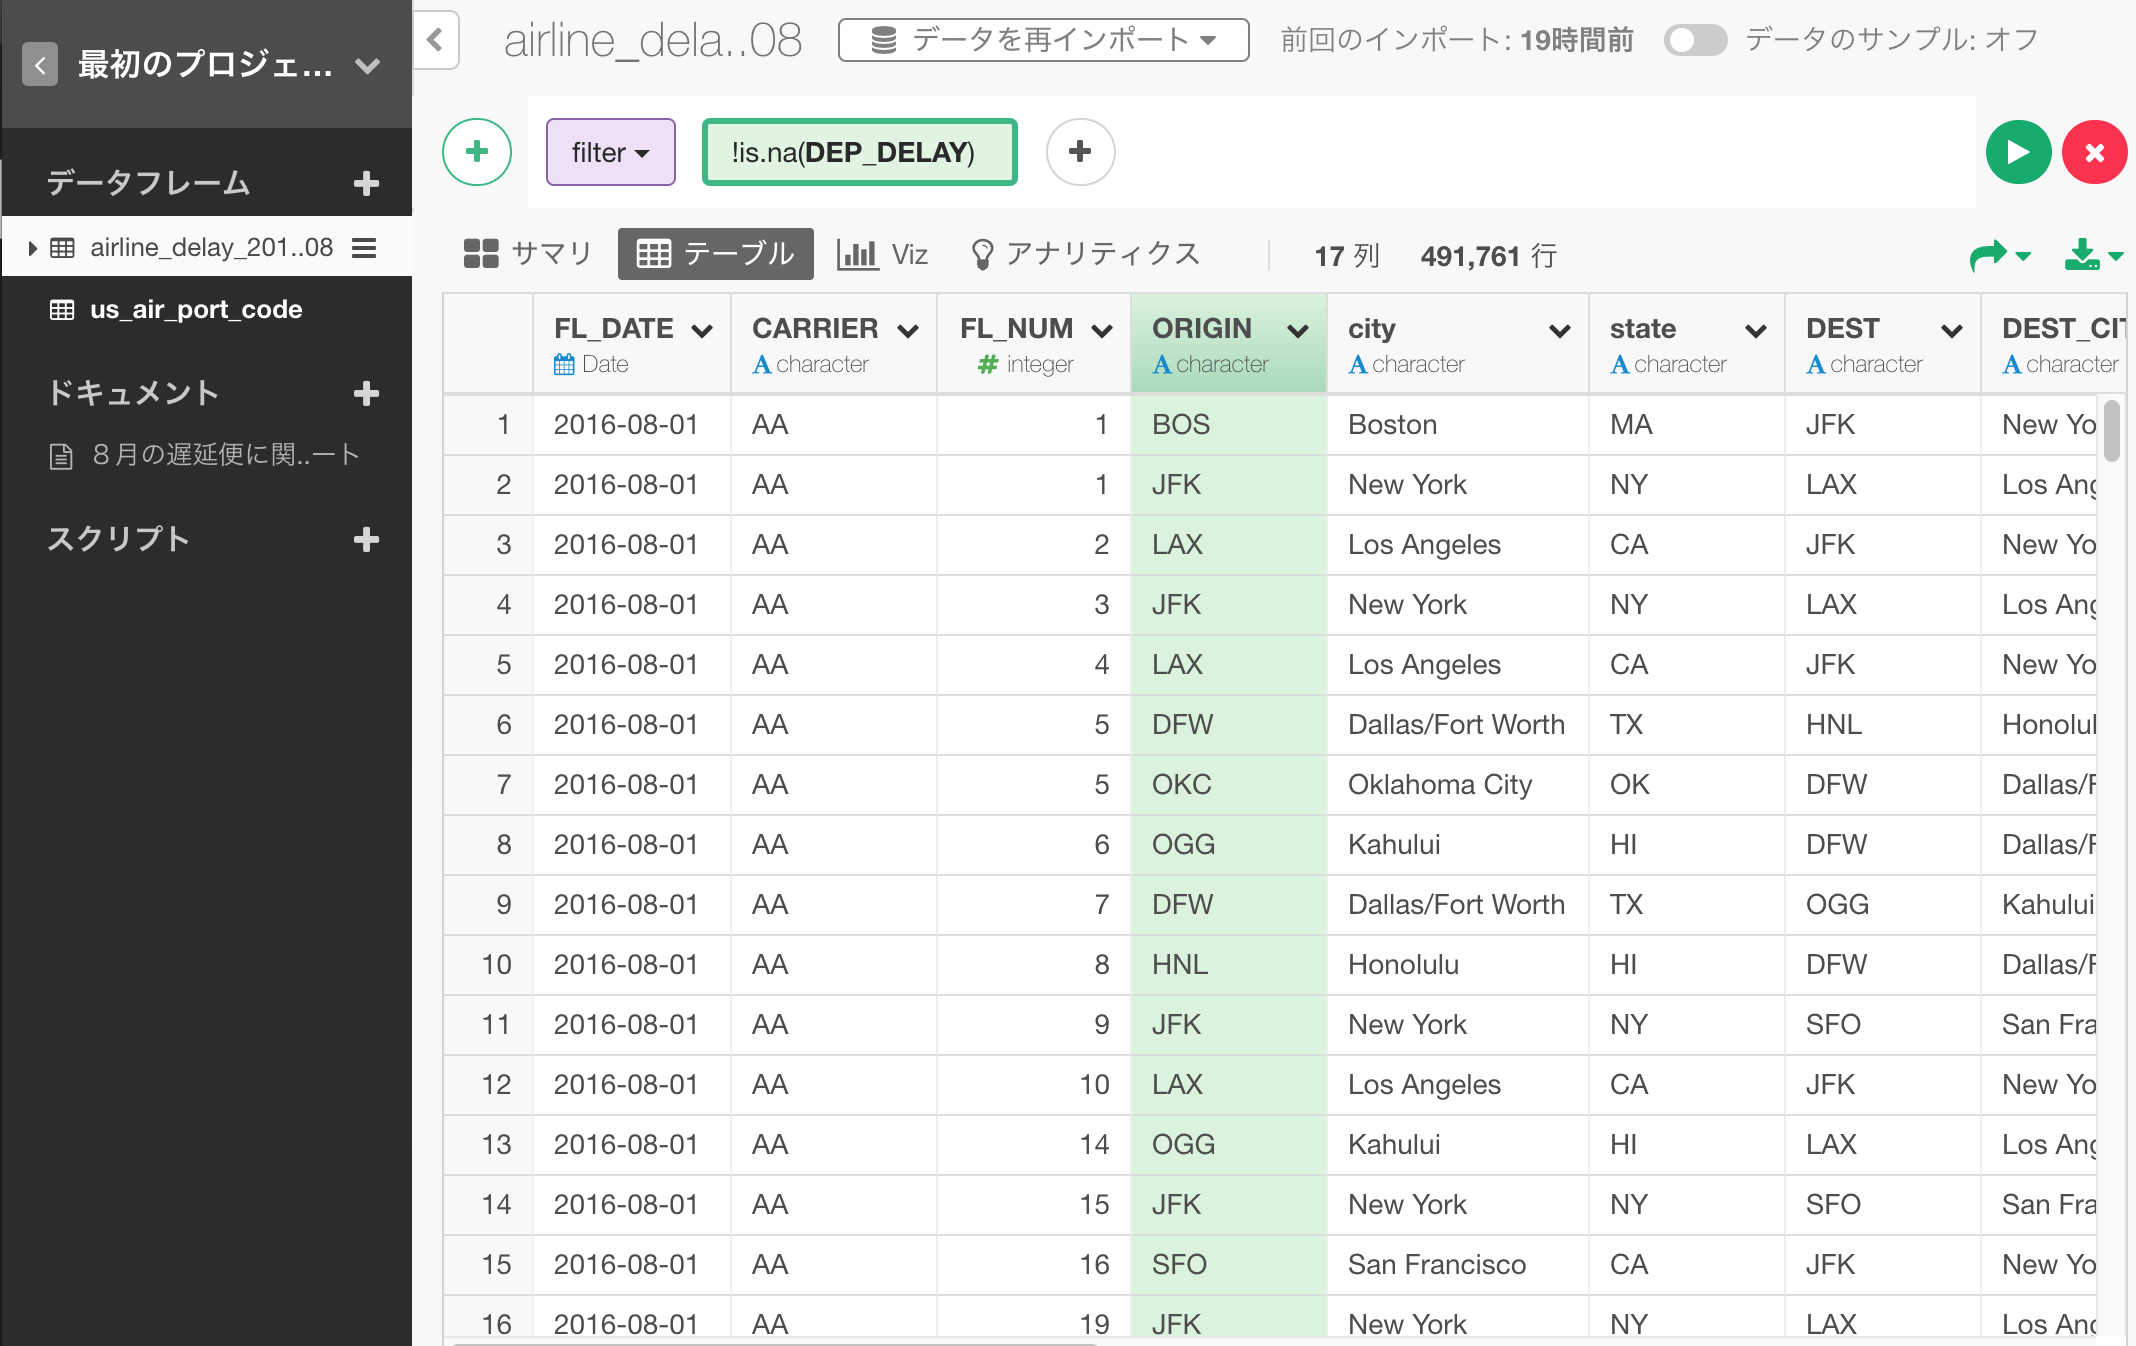 最初のプロジェ...
airline_dela..08
データを再インポート
前回のインポート: 19時間前
データのサンプル: オフ
filter
!is.na(DEP_DELAY)
データフレーム
airline_delay_201..08
us_air_port_code
ドキュメント
８月の遅延便に関..ート
スクリプト
サマリ テーブル Viz アナリティクス 17 列 491,761 行
FL_DATE CARRIER FL_NUM ORIGIN city state DEST DEST_CIT
Date character integer character character character character character
1 2016-08-01 AA 1 BOS Boston MA JFK New Yo
2 2016-08-01 AA 1 JFK New York NY LAX Los Ang
3 2016-08-01 AA 2 LAX Los Angeles CA JFK New Yo
4 2016-08-01 AA 3 JFK New York NY LAX Los Ang
5 2016-08-01 AA 4 LAX Los Angeles CA JFK New Yo
6 2016-08-01 AA 5 DFW Dallas/Fort Worth TX HNL Honolul
7 2016-08-01 AA 5 OKC Oklahoma City OK DFW Dallas/F
8 2016-08-01 AA 6 OGG Kahului HI DFW Dallas/F
9 2016-08-01 AA 7 DFW Dallas/Fort Worth TX OGG Kahului
10 2016-08-01 AA 8 HNL Honolulu HI DFW Dallas/F
11 2016-08-01 AA 9 JFK New York NY SFO San Fra
12 2016-08-01 AA 10 LAX Los Angeles CA JFK New Yo
13 2016-08-01 AA 14 OGG Kahului HI LAX Los Ang
14 2016-08-01 AA 15 JFK New York NY SFO San Fra
15 2016-08-01 AA 16 SFO San Francisco CA JFK New Yo
16 2016-08-01 AA 19 JFK New York NY LAX Los Ang